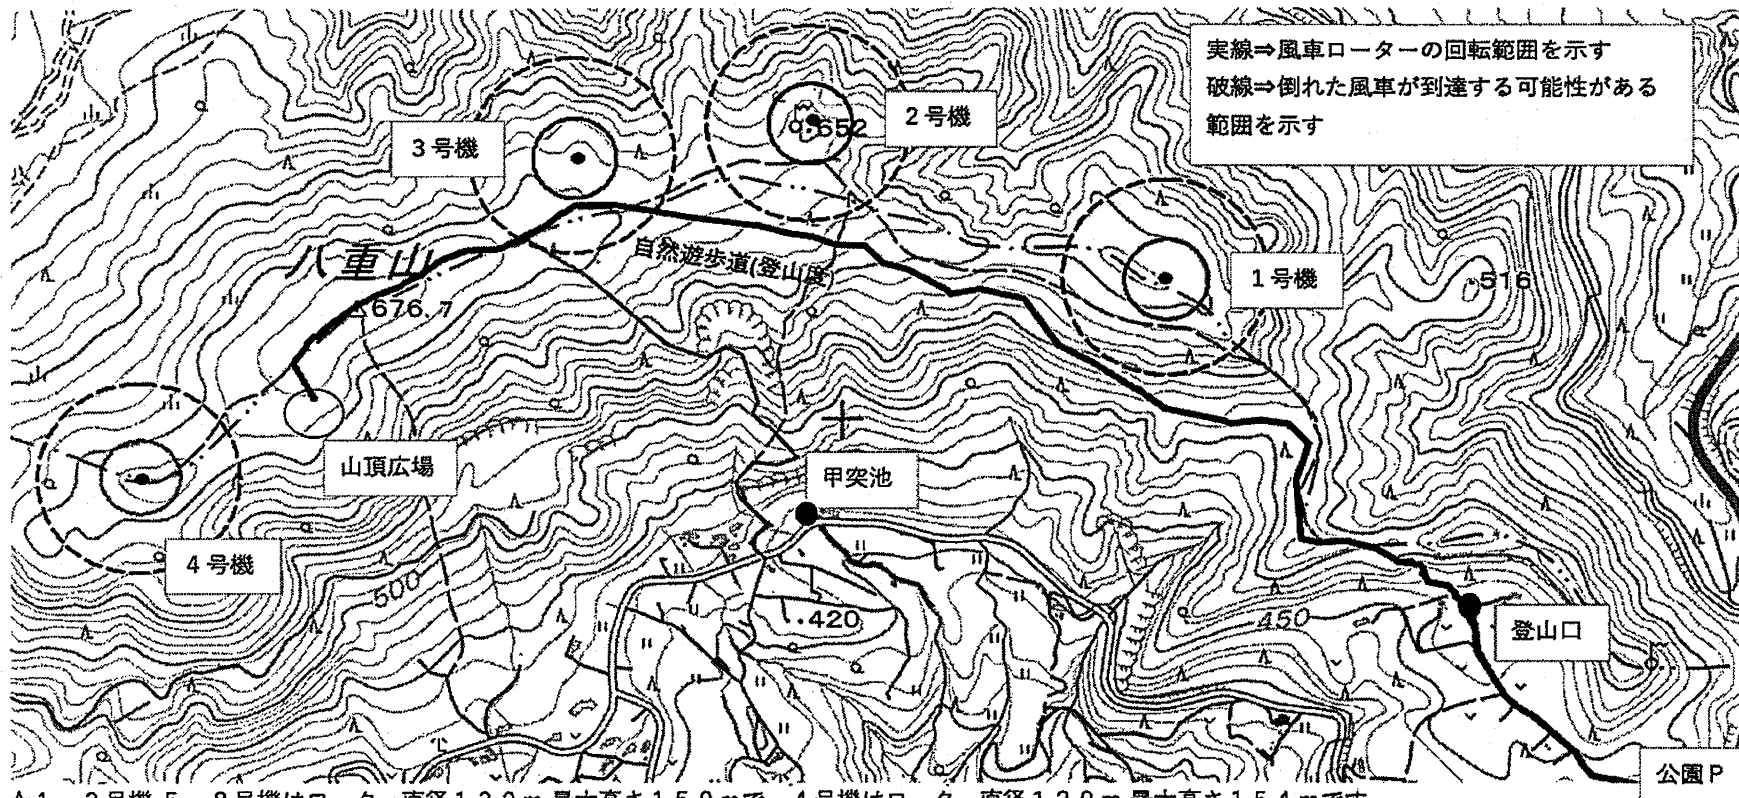 実線⇒風車ローターの回転範囲を示す
破線⇒倒れた風車が到達する可能性がある
範囲を示す
2号機
652
3号機
八重山
自然遊歩道(登山度)
1号機
516
676.7
山頂広場
甲突池
4号機
500
420
450
登山口
公園P